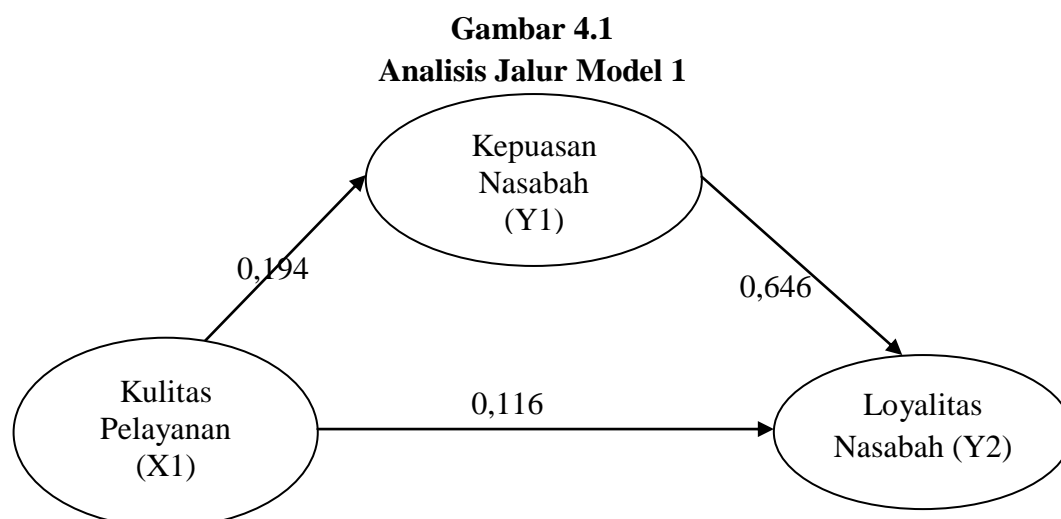 Gambar 4.1
Analisis Jalur Model 1
Kepuasan
Nasabah
(Y1)
0,194
0,646
Kulitas
Pelayanan
(X1)
0,116
Loyalitas
Nasabah (Y2)